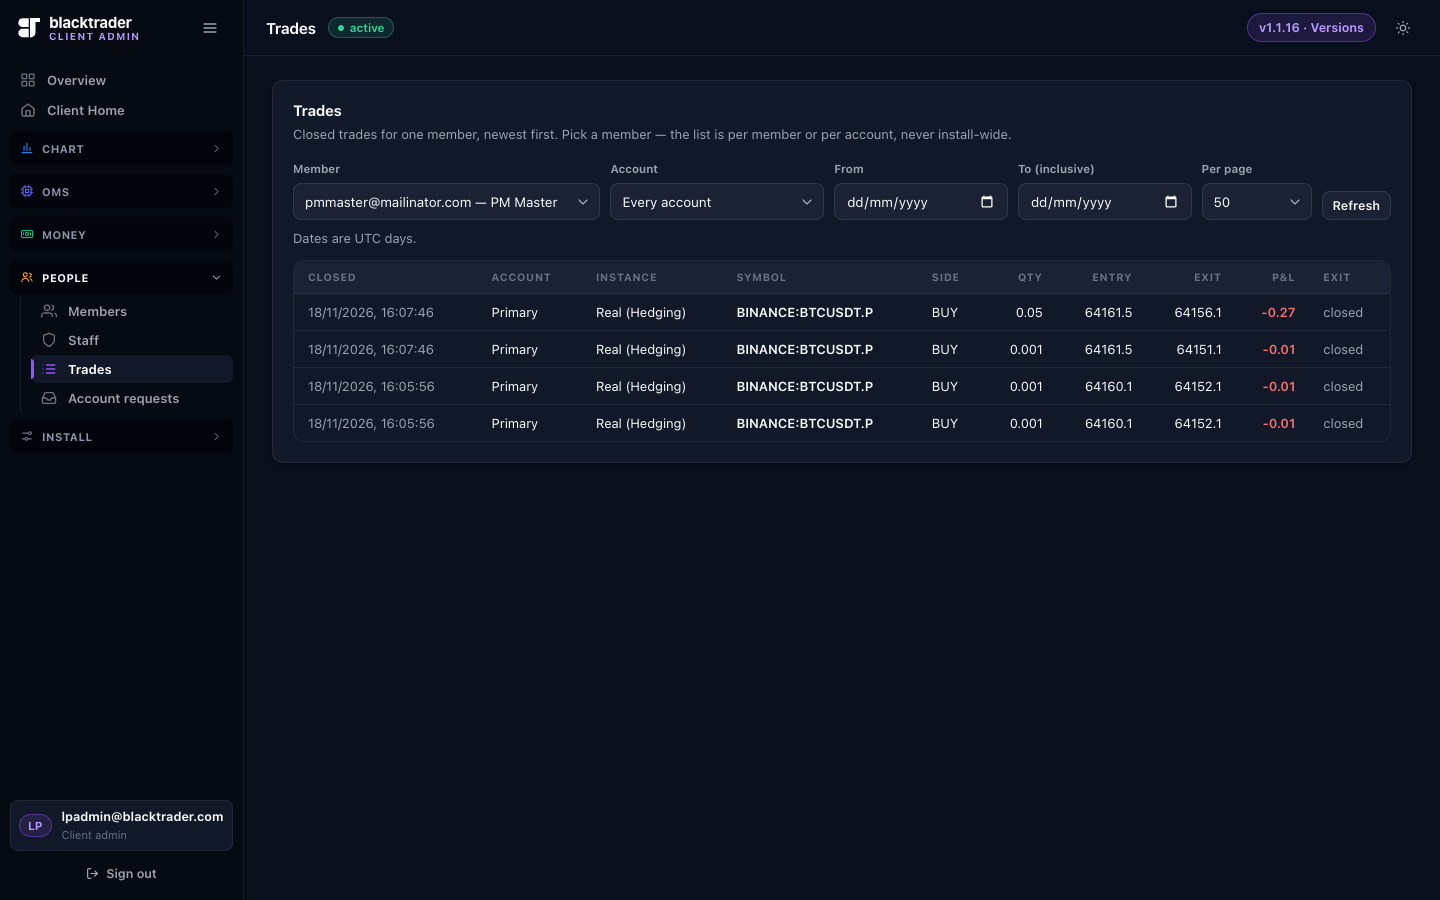 blacktrader
CLIENT ADMIN
Overview
Client Home
CHART
OMS
MONEY
PEOPLE
Members
Staff
Trades
Account requests
INSTALL
LP
lpadmin@blacktrader.com
Client admin
Sign out
Trades active
v1.1.16 · Versions
Trades
Closed trades for one member, newest first. Pick a member — the list is per member or per account, never install-wide.
Member Account From To (inclusive) Per page
pmmaster@mailinator.com — PM Master Every account dd/mm/yyyy dd/mm/yyyy 50 Refresh
Dates are UTC days.
CLOSED ACCOUNT INSTANCE SYMBOL SIDE QTY ENTRY EXIT P&L EXIT
18/11/2026, 16:07:46 Primary Real (Hedging) BINANCE:BTCUSDT.P BUY 0.05 64161.5 64156.1 -0.27 closed
18/11/2026, 16:07:46 Primary Real (Hedging) BINANCE:BTCUSDT.P BUY 0.001 64161.5 64151.1 -0.01 closed
18/11/2026, 16:05:56 Primary Real (Hedging) BINANCE:BTCUSDT.P BUY 0.001 64160.1 64152.1 -0.01 closed
18/11/2026, 16:05:56 Primary Real (Hedging) BINANCE:BTCUSDT.P BUY 0.001 64160.1 64152.1 -0.01 closed